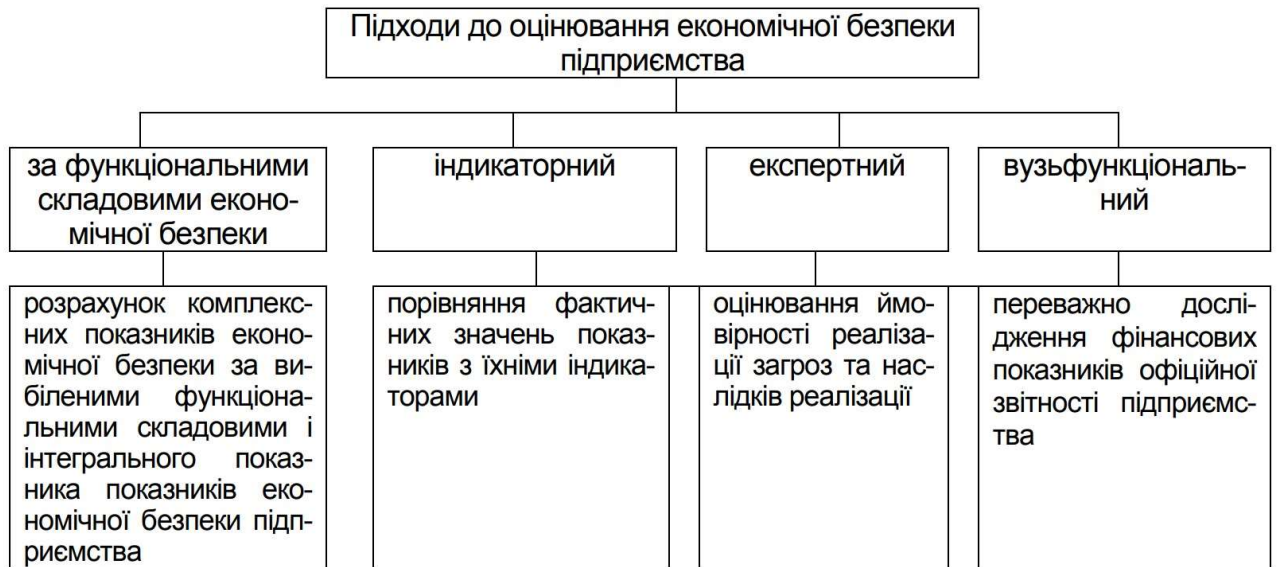 Підходи до оцінювання економічної безпеки
підприємства
за функціональними
складовими еконо-
мічної безпеки
індикаторний
експертний
вузьфункціональ-
ний
розрахунок комплекс-
них показників еконо-
мічної безпеки за ви-
біленими функціона-
льними складовими і
інтегрального показ-
ника показників еко-
номічної безпеки підп-
риємства
порівняння фактич-
них значень показ-
ників з їхніми індика-
торами
оцінювання ймо-
вірності реаліза-
ції загроз та нас-
лідків реалізації
переважно дослі-
дження фінансових
показників офіційної
звітності підприємс-
тва